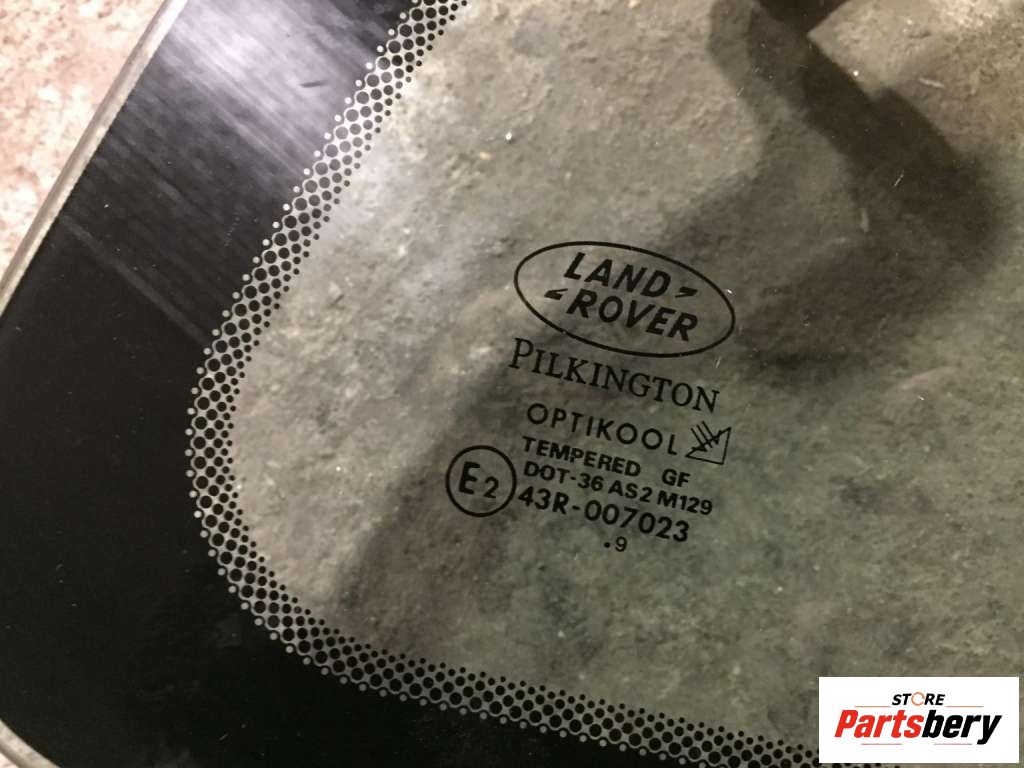 LAND
ROVER
PILKINGTON
OPTIKOOL
TEMPERED GF
E2
DOT-36 AS2 M129
43R-007023
.9
STORE
Partsbery